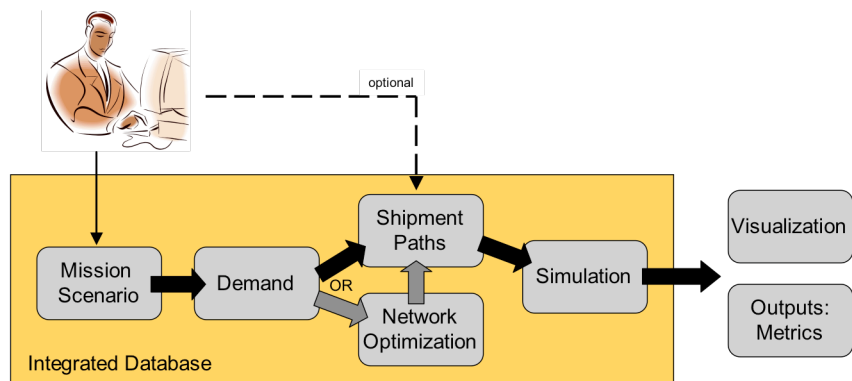 optional
Shipment
Paths
Visualization
Mission
Scenario
Demand
OR
Simulation
Network
Optimization
Outputs:
Metrics
Integrated Database